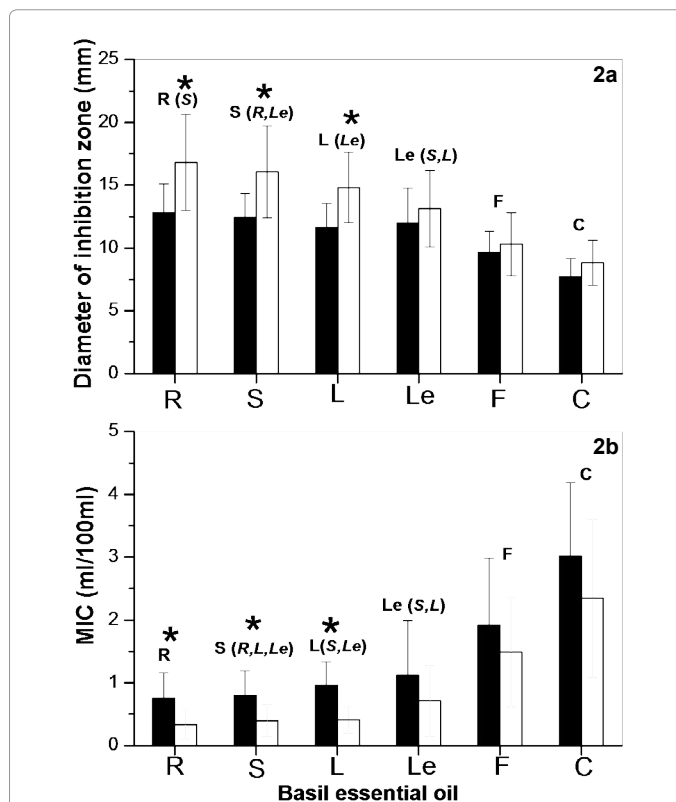 2a
Diameter of inhibition zone (mm)
25
20
15
10
5
0
*
R (S)
*
S (R,Le)
*
L (Le)
Le (S,L)
F
C
R S L Le F C
2b
MIC (ml/100ml)
5
4
3
2
1
0
*
R
*
S (R,L,Le)
*
L(S,Le)
Le (S,L)
F
C
R S L Le F C
Basil essential oil